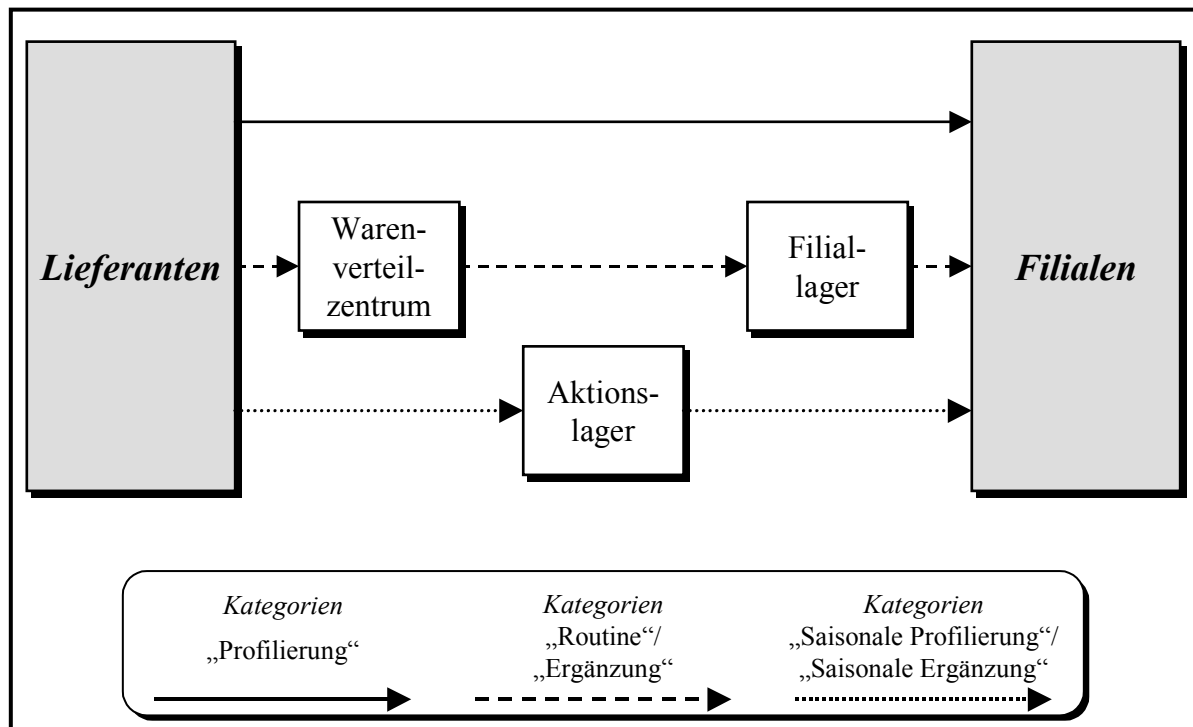 Lieferanten
Waren-
verteil-
zentrum
Filial-
lager
Filialen
Aktions-
lager
Kategorien
„Profilierung“
Kategorien
„Routine“/
„Ergänzung“
Kategorien
„Saisonale Profilierung“/
„Saisonale Ergänzung“